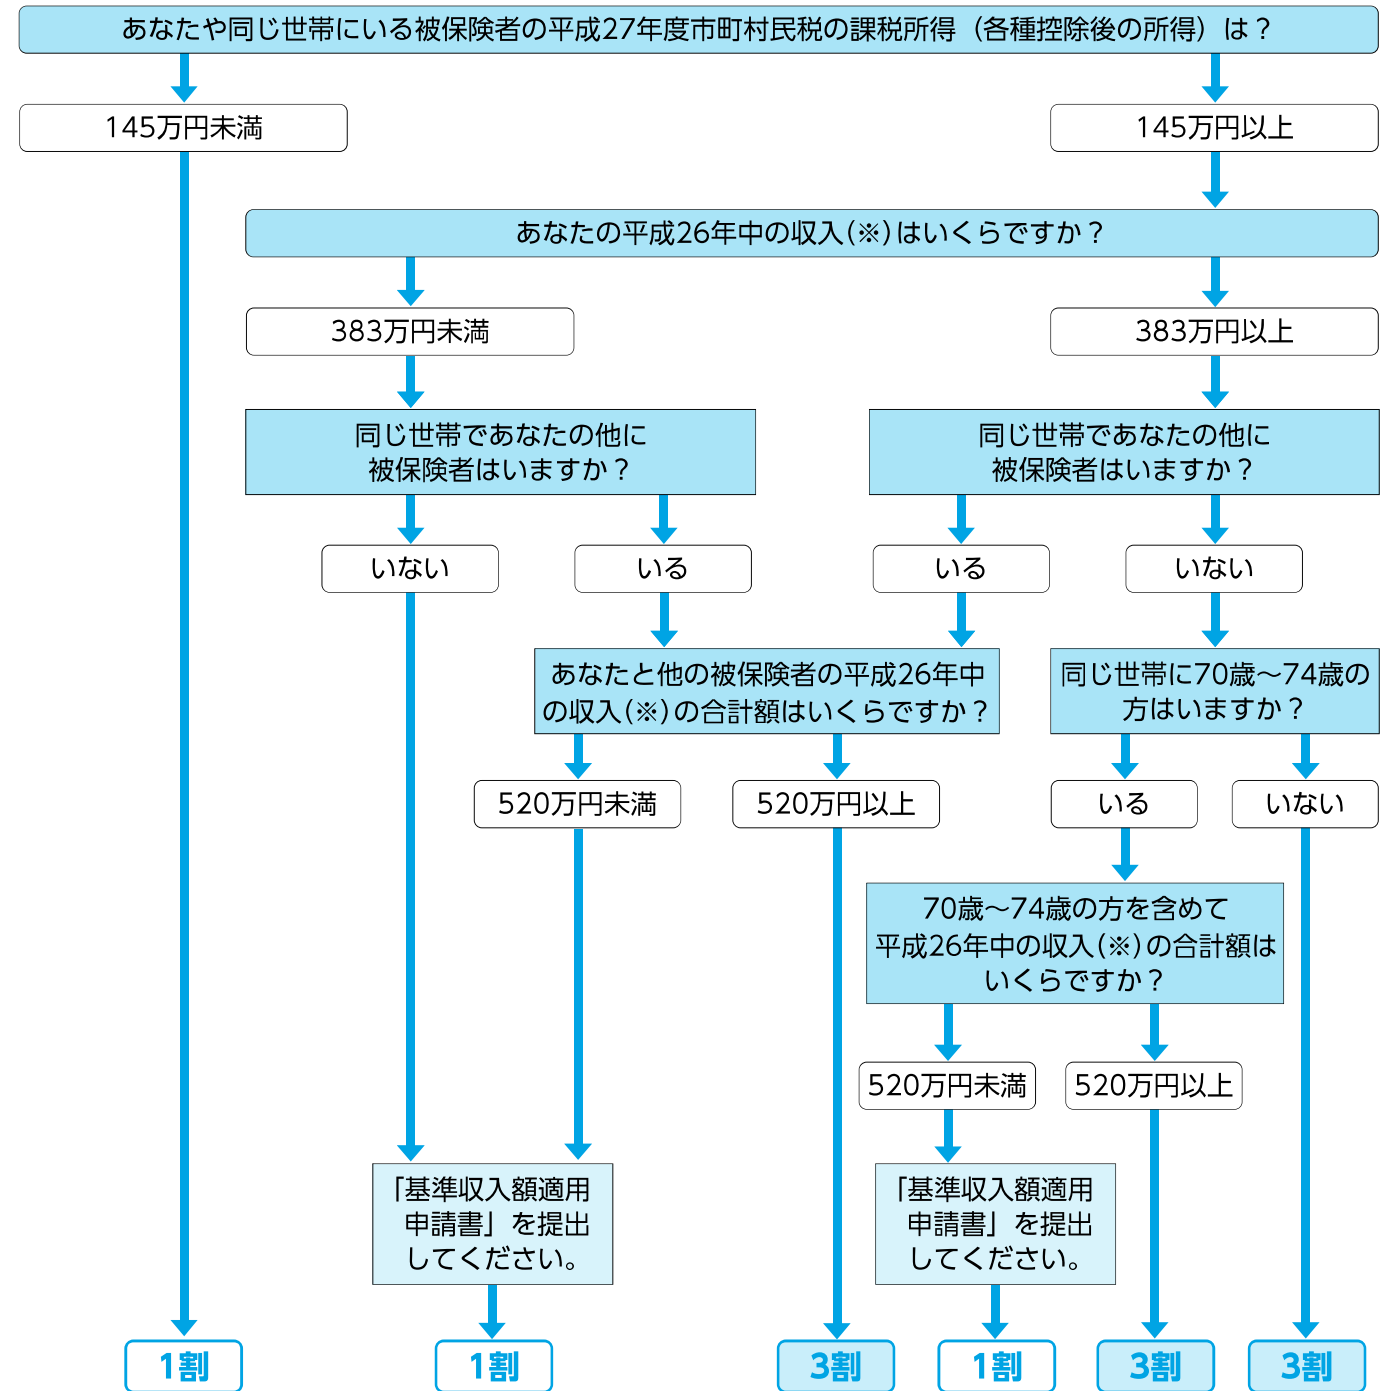 あなたや同じ世帯にいる被保険者の平成27年度市町村民税の課税所得（各種控除後の所得）は？
145万円未満
145万円以上
あなたの平成26年中の収入(※)はいくらですか？
383万円未満
383万円以上
同じ世帯であなたの他に
被保険者はいますか？
同じ世帯であなたの他に
被保険者はいますか？
いない
いる
いる
いない
あなたと他の被保険者の平成26年中
の収入(※)の合計額はいくらですか？
同じ世帯に70歳～74歳の
方はいますか？
520万円未満
520万円以上
いる
いない
70歳～74歳の方を含めて
平成26年中の収入(※)の合計額は
いくらですか？
520万円未満
520万円以上
「基準収入額適用
申請書」を提出
してください。
「基準収入額適用
申請書」を提出
してください。
1割
1割
3割
1割
3割
3割